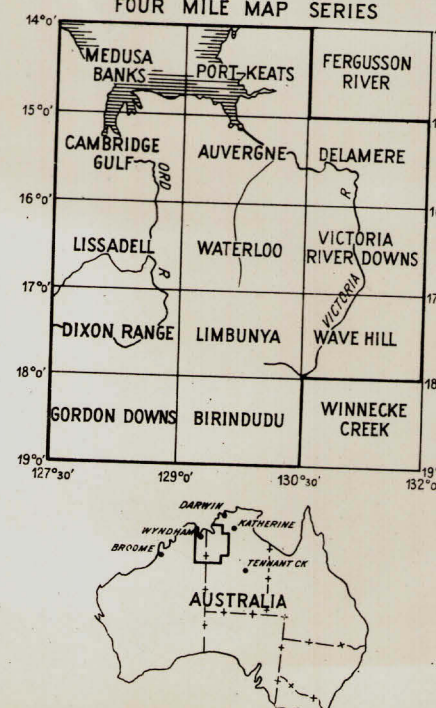 FOUR MILE MAP SERIES
14°0'
MEDUSA
BANKS
PORT KEATS
FERGUSSON
RIVER
15°0'
CAMBRIDGE
GULF
ORD
R
AUVERGNE
DELAMERE
R
16°0'
LISSADELL
WATERLOO
VICTORIA
RIVER DOWNS
VICTORIA
17°0'
DIXON RANGE
LIMBUNYA
WAVE HILL
18°0'
GORDON DOWNS
BIRINDUDU
WINNECKE
CREEK
19°0'
127°30'
129°0'
130°30'
DARWIN
WYNDHAM
KATHERINE
BROOME
TENNANT CK
AUSTRALIA